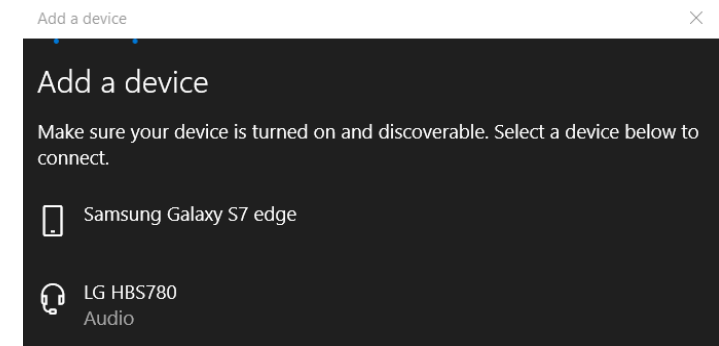 Add a device
Add a device
Make sure your device is turned on and discoverable. Select a device below to
connect.
Samsung Galaxy S7 edge
LG HBS780
Audio